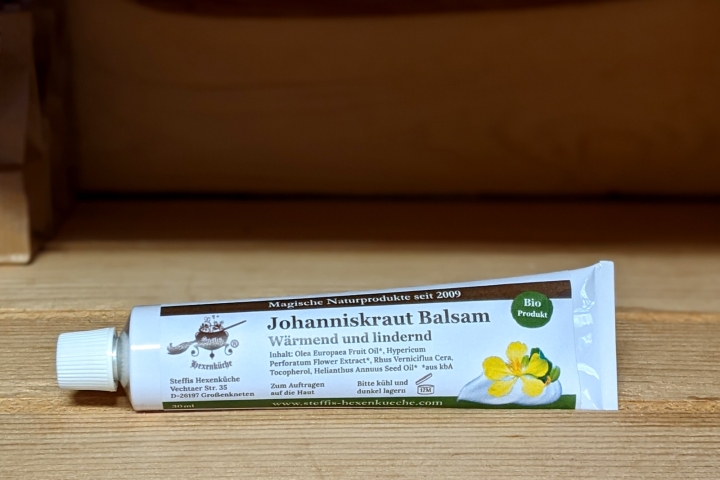 Magische Naturprodukte seit 2009
Bio
Produkt
Johanniskraut Balsam
Wärmend und lindernd
Inhalt: Olea Europaea Fruit Oil*, Hypericum
Perforatum Flower Extract*, Rhus Verniciflua Cera,
Tocopherol, Helianthus Annuus Seed Oil* *aus kbA
Hexenküche
Steffis Hexenküche
Vechtaer Str. 35
D-26197 Großenkneten
Zum Auftragen
auf die Haut
Bitte kühl und
dunkel lagern
12M
30 ml
www.steffis-hexenkueche.com